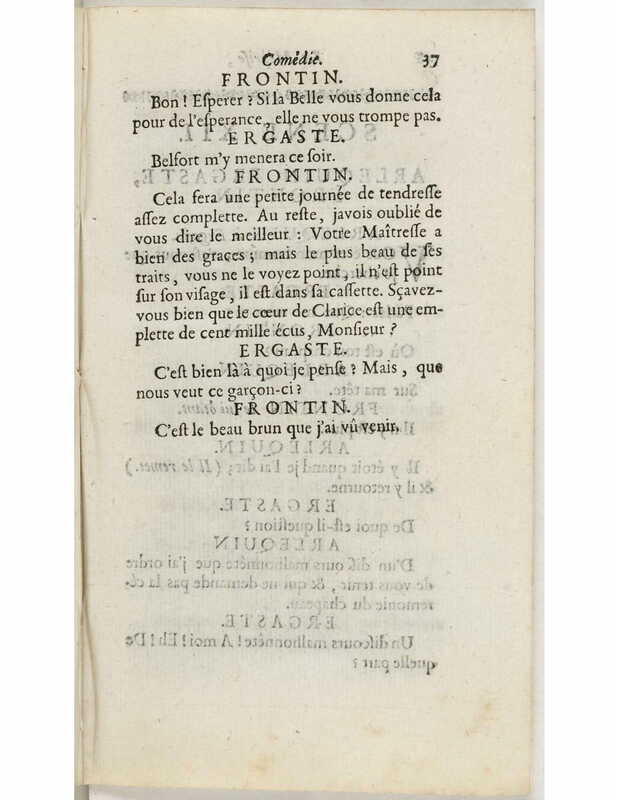 Comédie. 37
FRONTIN.
Bon ! Esperer ? Si la Belle vous donne cela
pour de l'esperance, elle ne vous trompe pas.
ERGASTE.
Belfort m'y menera ce soir.
FRONTIN.
Cela sera une petite journée de tendresse
assez complette. Au reste, javois oublié de
vous dire le meilleur : Votre Maîtresse a
bien des graces ; mais le plus beau de ses
traits, vous ne le voyez point, il n'est point
sur son visage, il est dans sa cassette. Sçavez-
vous bien que le cœur de Clarice est une em-
plette de cent mille écus, Monsieur ?
ERGASTE.
C'est bien là à quoi je pense ? Mais, que
nous veut ce garçon-ci ?
FRONTIN.
C'est le beau brun que j'ai vû venir.